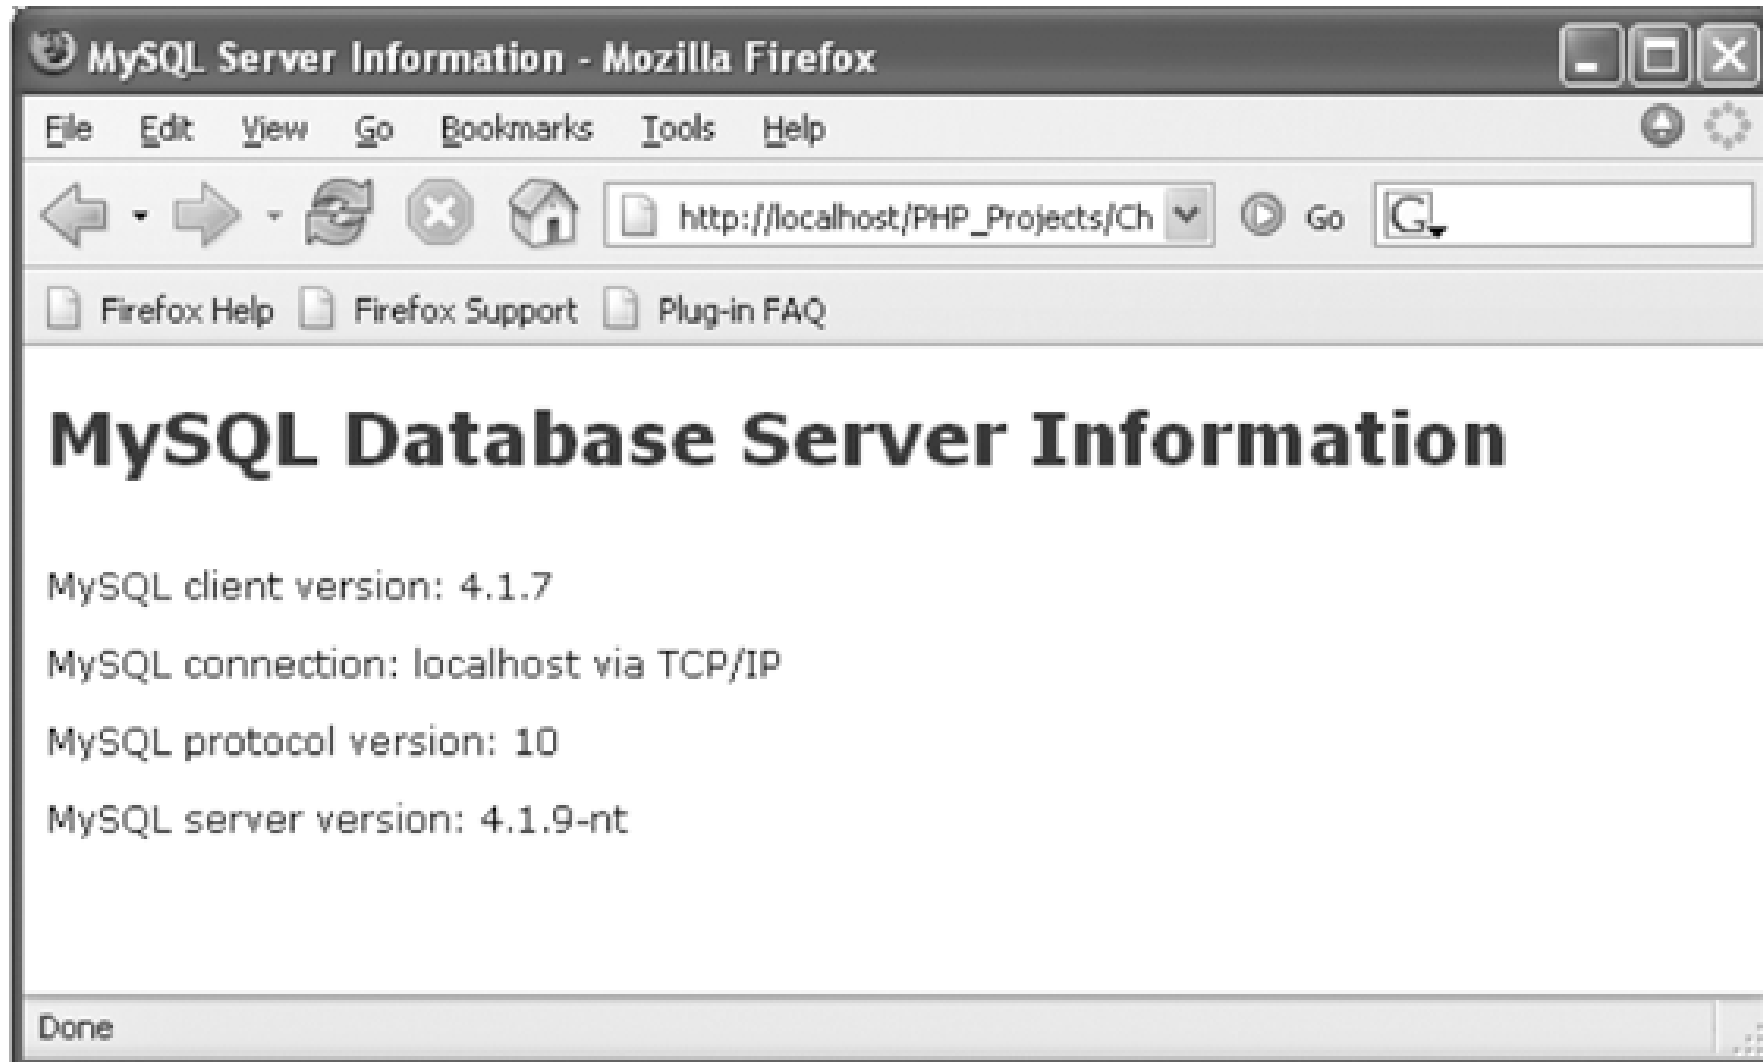 MySQL Server Information - Mozilla Firefox
File Edit View Go Bookmarks Tools Help
http://localhost/PHP_Projects/Ch Go G
Firefox Help Firefox Support Plug-in FAQ
MySQL Database Server Information
MySQL client version: 4.1.7
MySQL connection: localhost via TCP/IP
MySQL protocol version: 10
MySQL server version: 4.1.9-nt
Done